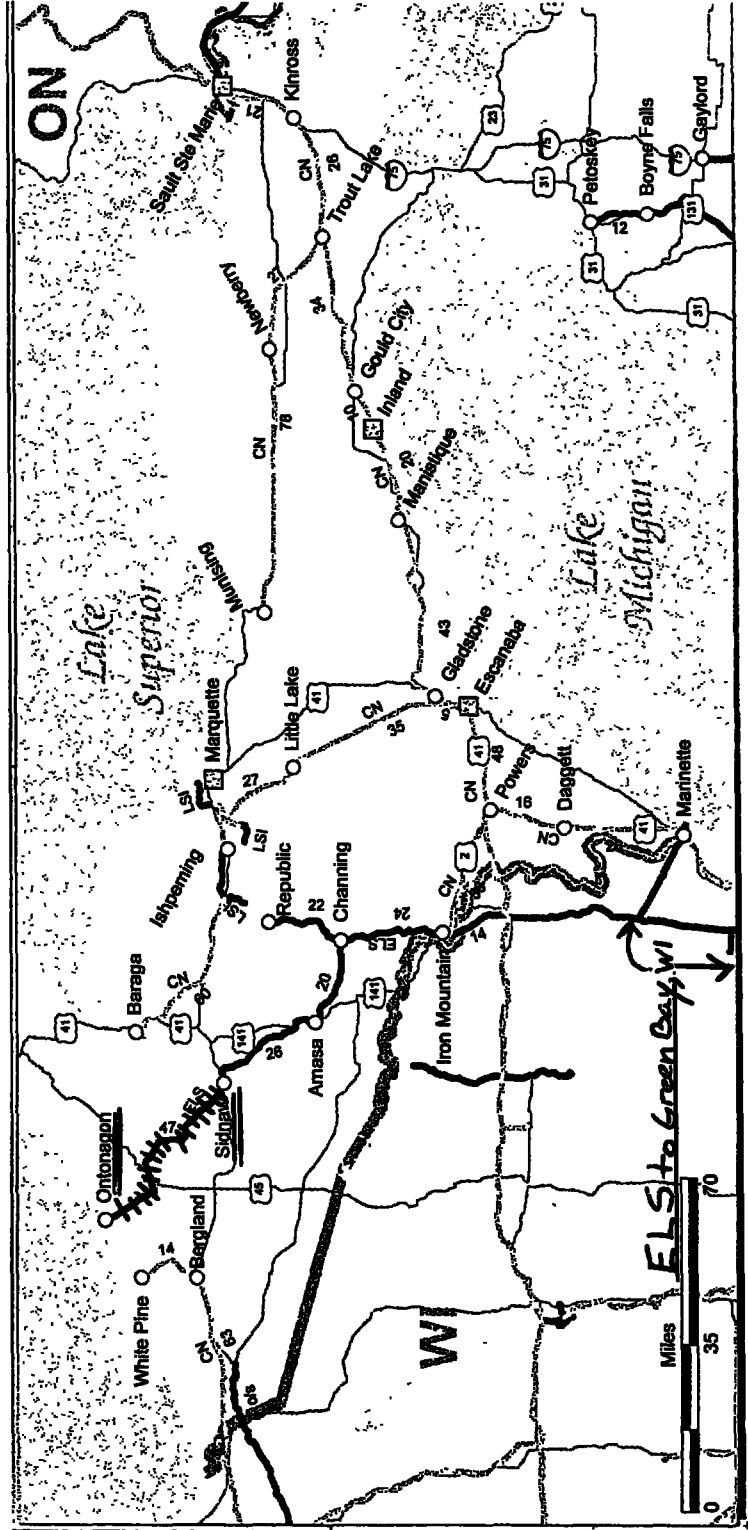 ON
Lake
Superior
Sault Ste Marie
21
Kinross
CN
26
Trout Lake
75
23
75
31
Petoskey
Boyne Falls
12
75
Gaylord
131
31
31
Newberry
34
Gould City
Inland
CN
20
Manistique
78
CN
Munising
Lake
Michigan
43
Gladstone
Escanaba
Marquette
Little Lake
41
CN
35
27
LSI
LSI
Ishpeming
Republic
22
Channing
24
ELS
20
Iron Mountain
14
CN
2
CN
41
48
Powers
16
Daggett
CN
41
Marinette
Baraga
CN
41
41
141
26
Amasa
141
Sidnaw
ELS
Ontonagon
45
White Pine
14
Bergland
CN
63
WI
ELS to Green Bay, WI
Miles
0
35
70